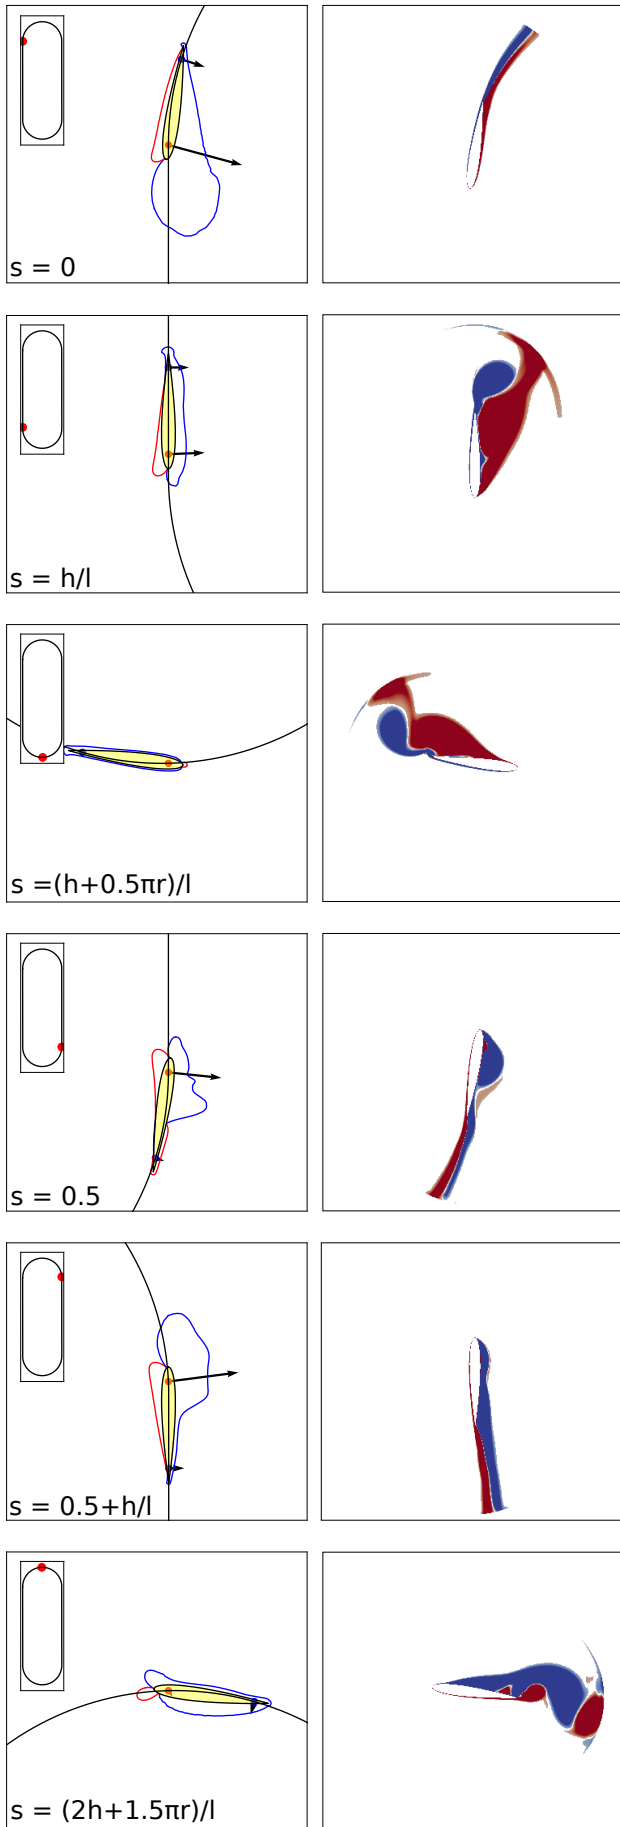 s = 0
s = h/l
s =(h+0.5πr)/l
s = 0.5
s = 0.5+h/l
s = (2h+1.5πr)/l